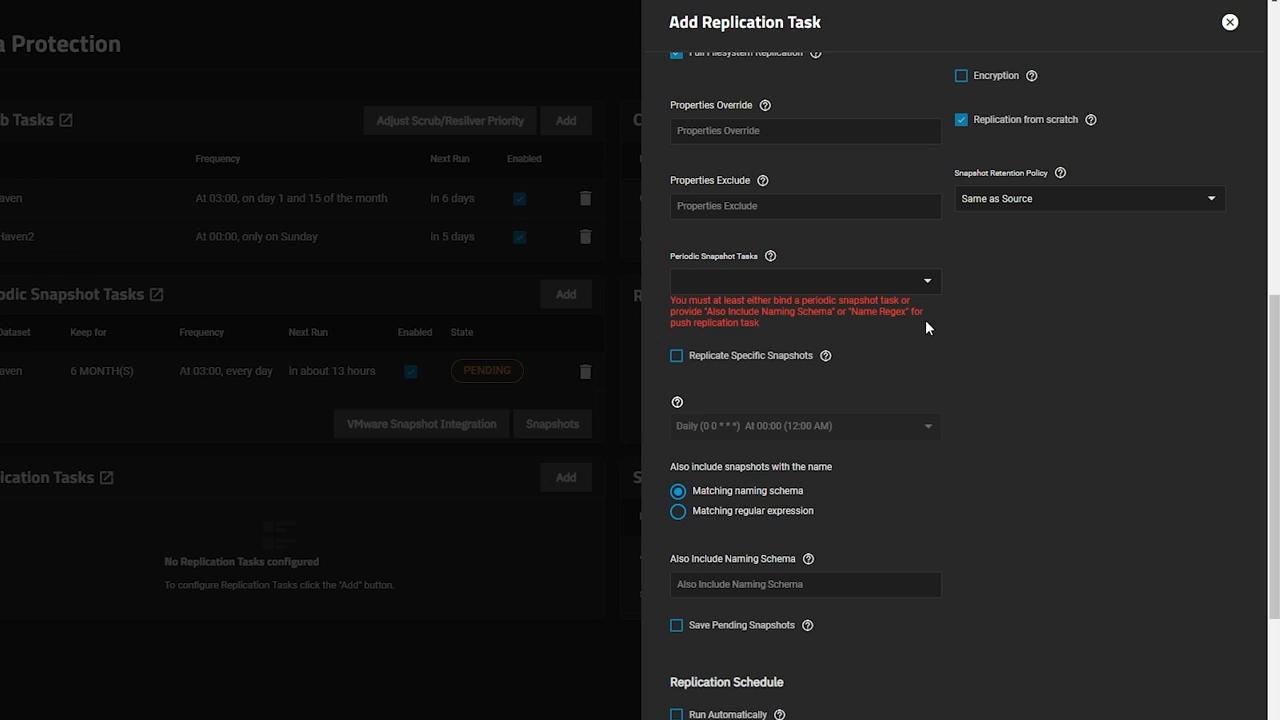 a Protection
b Tasks
Adjust Scrub/Resilver Priority
Add
Frequency
Next Run
Enabled
aven
At 03:00, on day 1 and 15 of the month
In 6 days
Haven2
At 00:00, only on Sunday
In 5 days
odic Snapshot Tasks
Add
Dataset
Keep for
Frequency
Next Run
Enabled
State
aven
6 MONTH(S)
At 03:00, every day
In about 13 hours
PENDING
VMware Snapshot Integration
Snapshots
lication Tasks
Add
No Replication Tasks configured
To configure Replication Tasks click the "Add" button.
Add Replication Task
Full Filesystem Replication
Encryption
Properties Override
Properties Override
Replication from scratch
Properties Exclude
Properties Exclude
Snapshot Retention Policy
Same as Source
Periodic Snapshot Tasks
You must at least either bind a periodic snapshot task or
provide "Also Include Naming Schema" or "Name Regex" for
push replication task
Replicate Specific Snapshots
Daily (0 0 * * *) At 00:00 (12:00 AM)
Also include snapshots with the name
Matching naming schema
Matching regular expression
Also Include Naming Schema
Also Include Naming Schema
Save Pending Snapshots
Replication Schedule
Run Automatically